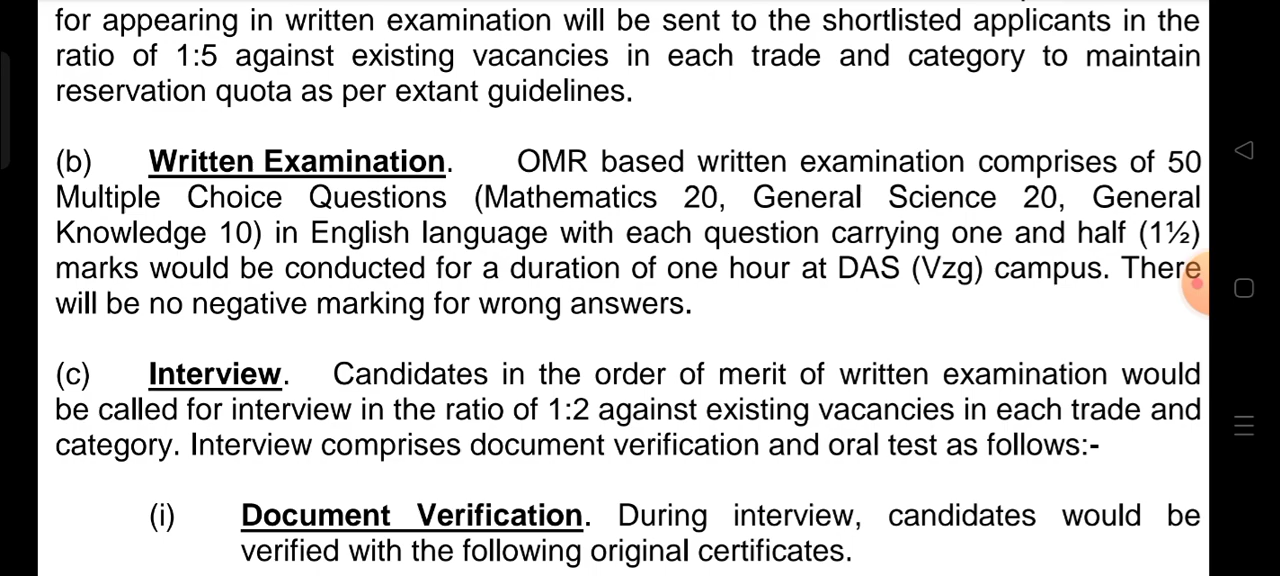 for appearing in written examination will be sent to the shortlisted applicants in the
ratio of 1:5 against existing vacancies in each trade and category to maintain
reservation quota as per extant guidelines.
(b) Written Examination. OMR based written examination comprises of 50
Multiple Choice Questions (Mathematics 20, General Science 20, General
Knowledge 10) in English language with each question carrying one and half (1½)
marks would be conducted for a duration of one hour at DAS (Vzg) campus. There
will be no negative marking for wrong answers.
(c) Interview. Candidates in the order of merit of written examination would
be called for interview in the ratio of 1:2 against existing vacancies in each trade and
category. Interview comprises document verification and oral test as follows:-
(i) Document Verification. During interview, candidates would be
verified with the following original certificates.